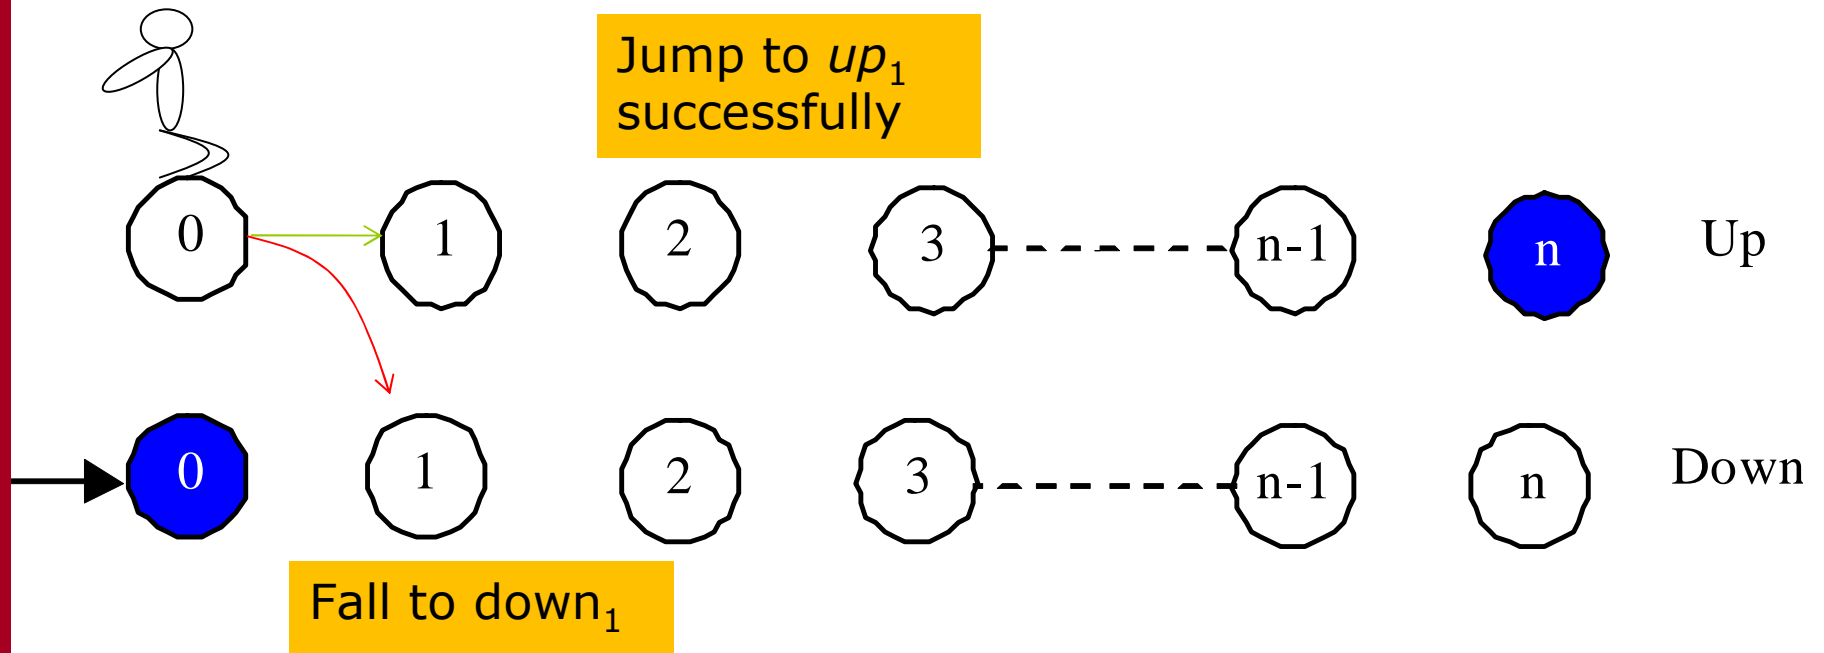 Jump to up₁
successfully
0 1 2 3 n-1 n Up
0 1 2 3 n-1 n Down
Fall to down₁